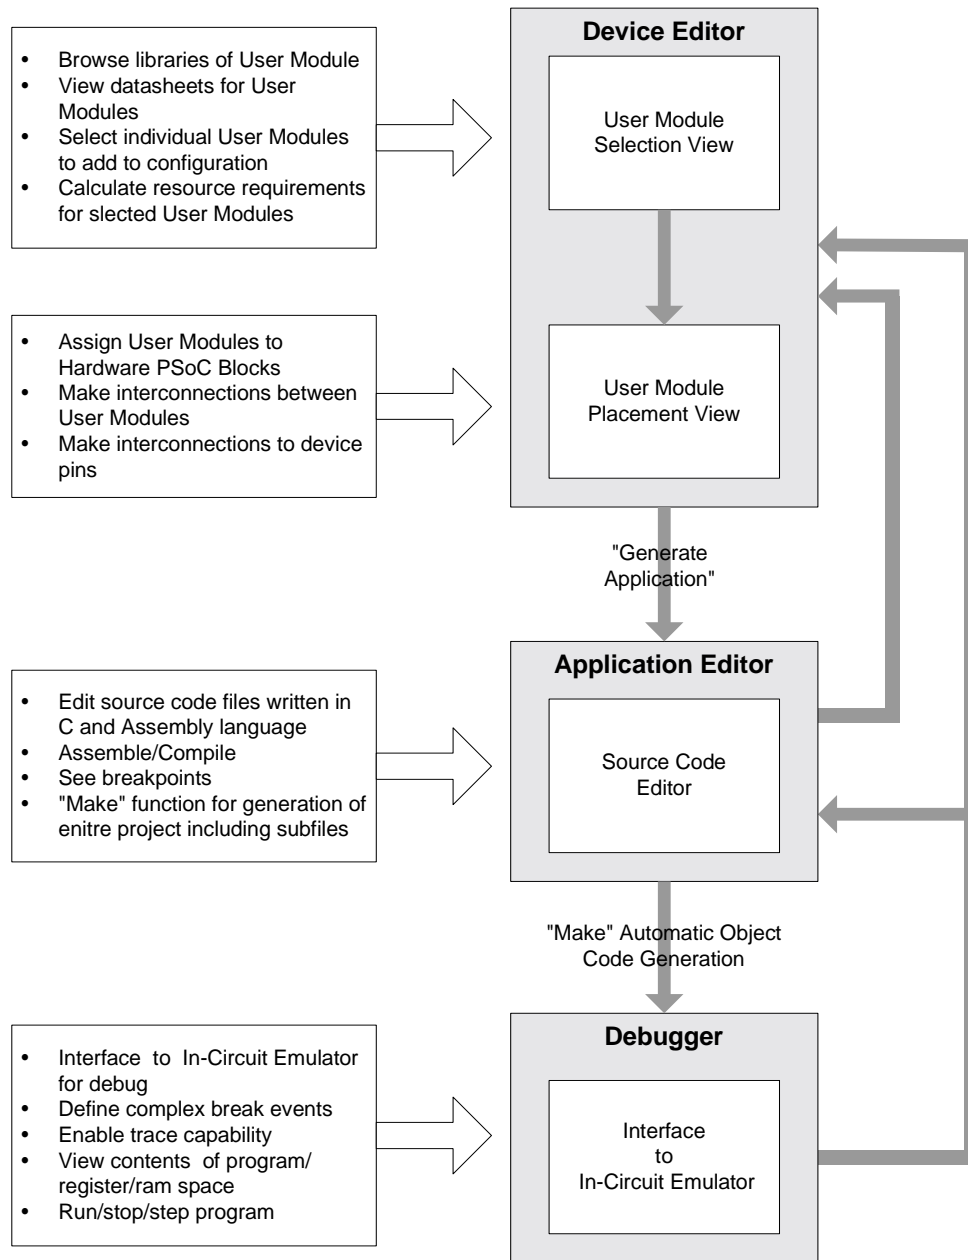 Device Editor
• Browse libraries of User Module
• View datasheets for User
Modules
• Select individual User Modules
to add to configuration
• Calculate resource requirements
for slected User Modules
User Module
Selection View
• Assign User Modules to
Hardware PSoC Blocks
• Make interconnections between
User Modules
• Make interconnections to device
pins
User Module
Placement View
"Generate
Application"
Application Editor
• Edit source code files written in
C and Assembly language
• Assemble/Compile
• See breakpoints
• "Make" function for generation of
enitre project including subfiles
Source Code
Editor
"Make" Automatic Object
Code Generation
Debugger
• Interface to In-Circuit Emulator
for debug
• Define complex break events
• Enable trace capability
• View contents of program/
register/ram space
• Run/stop/step program
Interface
to
In-Circuit Emulator